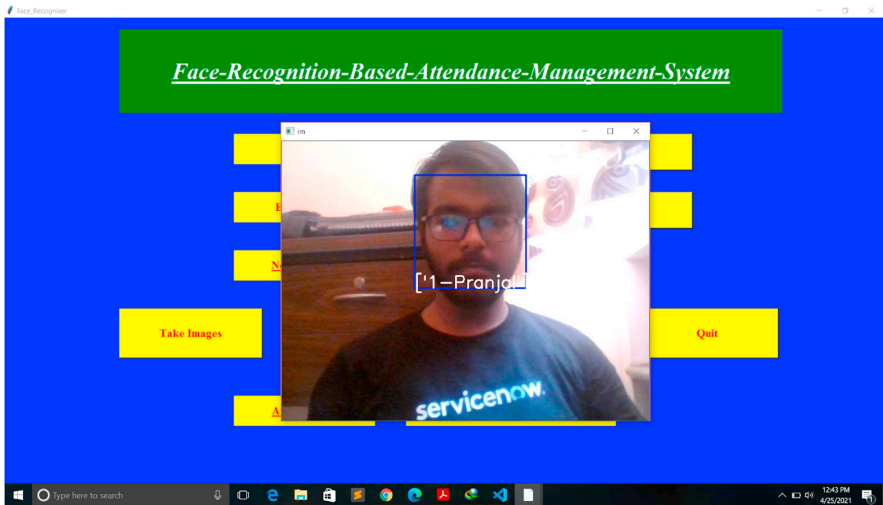 Face_Recogniser
Face-Recognition-Based-Attendance-Management-System
im
['1-Pranjal']
servicenow.
Take Images
Quit
Type here to search
12:43 PM
4/25/2021